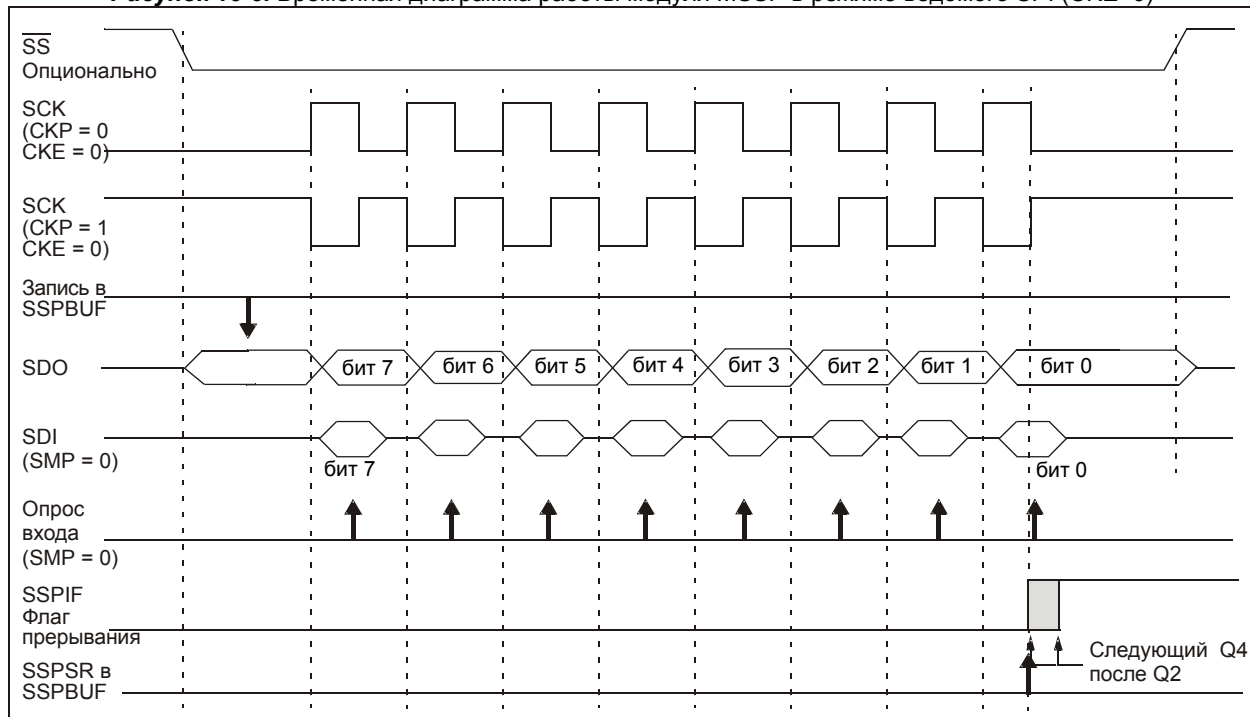 SS
Опционально
SCK
(CKP = 0
CKE = 0)
SCK
(CKP = 1
CKE = 0)
Запись в
SSPBUF
SDO
бит 7 бит 6 бит 5 бит 4 бит 3 бит 2 бит 1 бит 0
SDI
(SMP = 0)
бит 7 бит 0
Опрос
входа
(SMP = 0)
SSPIF
Флаг
прерывания
Следующий Q4
после Q2
SSPSR в
SSPBUF